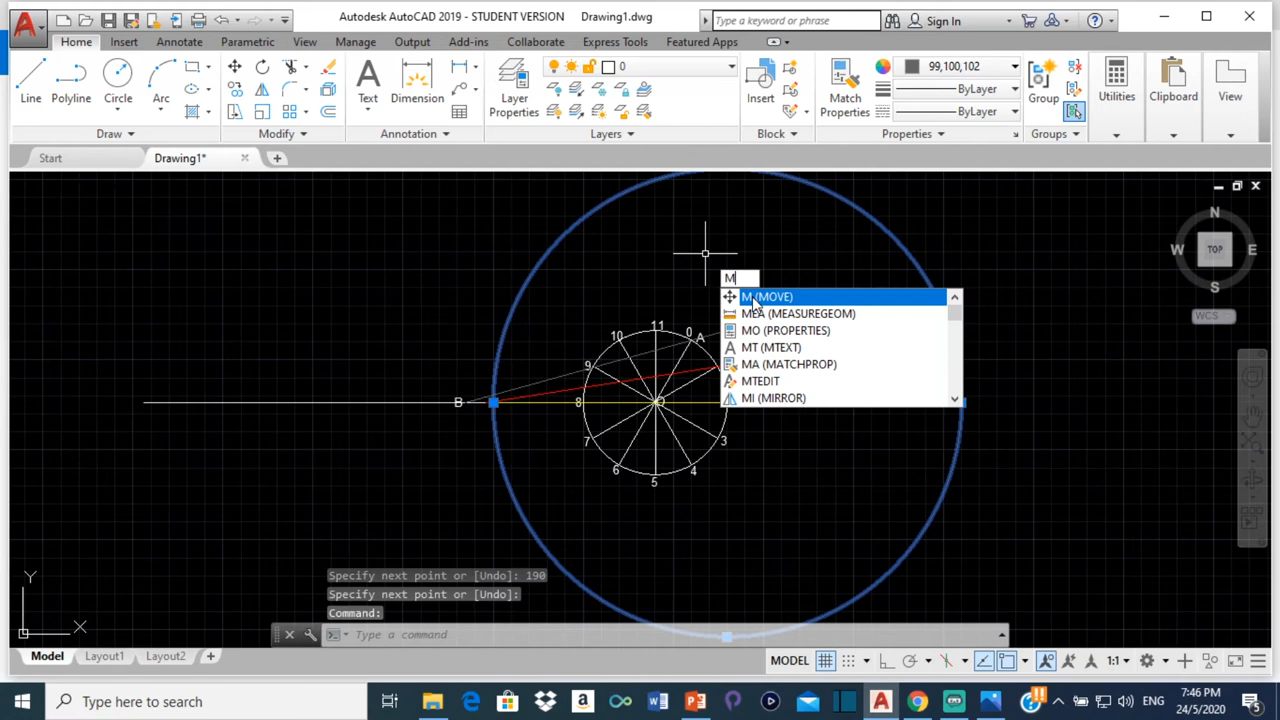 Autodesk AutoCAD 2019 - STUDENT VERSION Drawing1.dwg
Type a keyword or phrase
Sign In
Home Insert Annotate Parametric View Manage Output Add-ins Collaborate Express Tools Featured Apps
Line Polyline Circle Arc
Text Dimension
Layer Properties
0
Insert
Match Properties
99,100,102
ByLayer
ByLayer
Group
Utilities Clipboard View
Draw Modify Annotation Layers Block Properties Groups
Start Drawing1*
N
W TOP E
S
WCS
M
M (MOVE)
MEA (MEASUREGEOM)
MO (PROPERTIES)
MT (MTEXT)
MA (MATCHPROP)
MTEDIT
MI (MIRROR)
11
10 0 A
9
B 8 O
7 3
6 4
5
Specify next point or [Undo]: 190
Specify next point or [Undo]:
Command:
Type a command
Y
X
Model Layout1 Layout2
MODEL 1:1
Type here to search
ENG
7:46 PM
24/5/2020
5